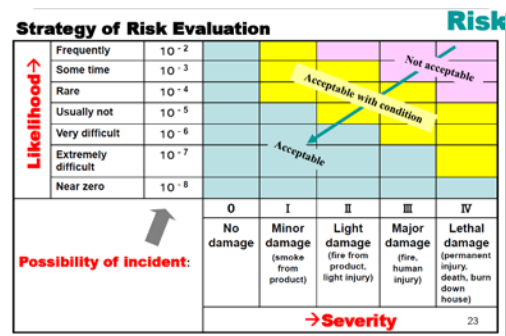 Strategy of Risk Evaluation
Risk
Likelihood→
Frequently 10⁻²
Some time 10⁻³
Rare 10⁻⁴
Usually not 10⁻⁵
Very difficult 10⁻⁶
Extremely
difficult 10⁻⁷
Near zero 10⁻⁸
Not acceptable
Acceptable with condition
Acceptable
Possibility of incident:
0 I II III IV
No
damage
Minor
damage
(smoke
from
product)
Light
damage
(fire from
product,
light injury)
Major
damage
(fire,
human
injury)
Lethal
damage
(permanent
injury,
death, burn
down
house)
→Severity
23